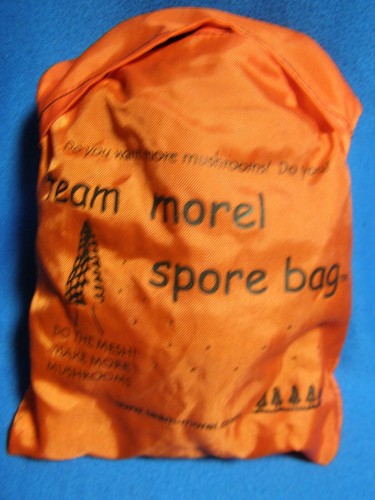 Do you want more mushrooms! Do you?
team morel
spore bag™
DO THE MESH!
MAKE MORE
MUSHROOMS
www.teammorel.com